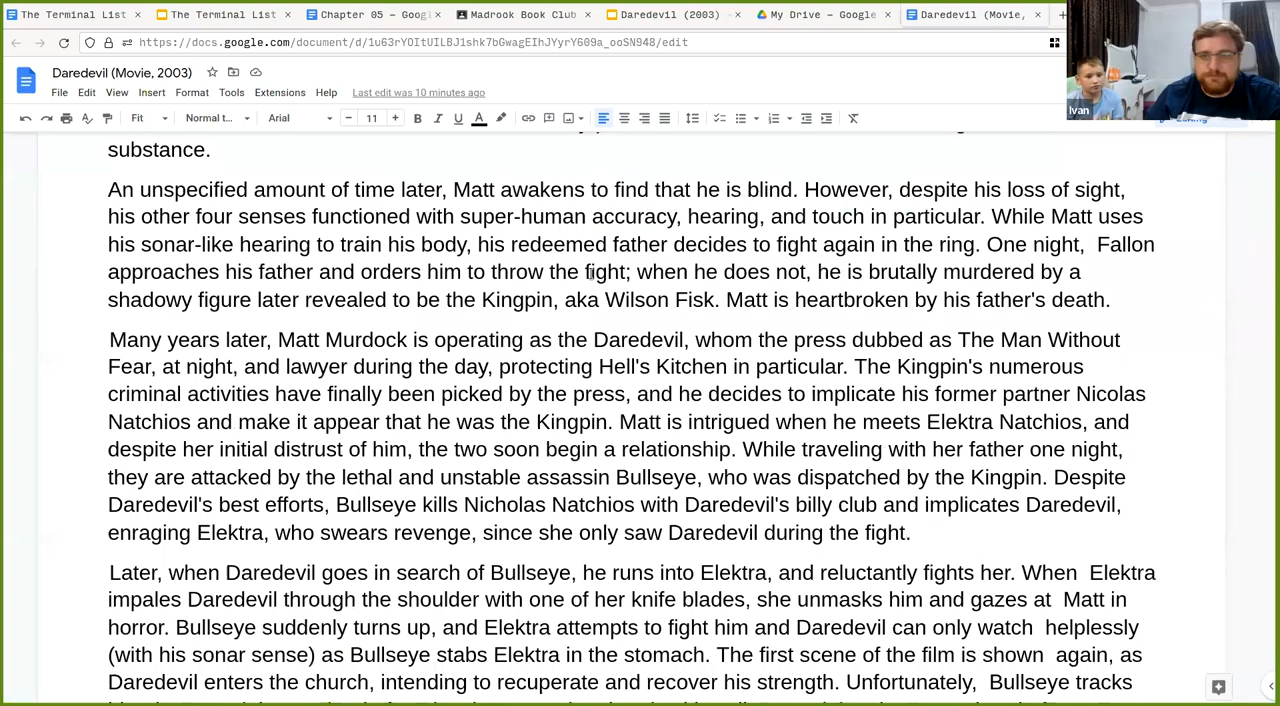 The Terminal List
The Terminal List
Chapter 05 – Goog
Madrook Book Club
Daredevil (2003) -
My Drive – Google
Daredevil (Movie,
https://docs.google.com/document/d/1u63rYOItUILBJ1shk7bGwagEIhJYyrY609a_ooSN948/edit
Daredevil (Movie, 2003)
File Edit View Insert Format Tools Extensions Help Last edit was 10 minutes ago
Fit Normal t... Arial 11 B I U A
Ivan
substance.
An unspecified amount of time later, Matt awakens to find that he is blind. However, despite his loss of sight,
his other four senses functioned with super-human accuracy, hearing, and touch in particular. While Matt uses
his sonar-like hearing to train his body, his redeemed father decides to fight again in the ring. One night, Fallon
approaches his father and orders him to throw the fight; when he does not, he is brutally murdered by a
shadowy figure later revealed to be the Kingpin, aka Wilson Fisk. Matt is heartbroken by his father's death.
Many years later, Matt Murdock is operating as the Daredevil, whom the press dubbed as The Man Without
Fear, at night, and lawyer during the day, protecting Hell's Kitchen in particular. The Kingpin's numerous
criminal activities have finally been picked by the press, and he decides to implicate his former partner Nicolas
Natchios and make it appear that he was the Kingpin. Matt is intrigued when he meets Elektra Natchios, and
despite her initial distrust of him, the two soon begin a relationship. While traveling with her father one night,
they are attacked by the lethal and unstable assassin Bullseye, who was dispatched by the Kingpin. Despite
Daredevil's best efforts, Bullseye kills Nicholas Natchios with Daredevil's billy club and implicates Daredevil,
enraging Elektra, who swears revenge, since she only saw Daredevil during the fight.
Later, when Daredevil goes in search of Bullseye, he runs into Elektra, and reluctantly fights her. When Elektra
impales Daredevil through the shoulder with one of her knife blades, she unmasks him and gazes at Matt in
horror. Bullseye suddenly turns up, and Elektra attempts to fight him and Daredevil can only watch helplessly
(with his sonar sense) as Bullseye stabs Elektra in the stomach. The first scene of the film is shown again, as
Daredevil enters the church, intending to recuperate and recover his strength. Unfortunately, Bullseye tracks